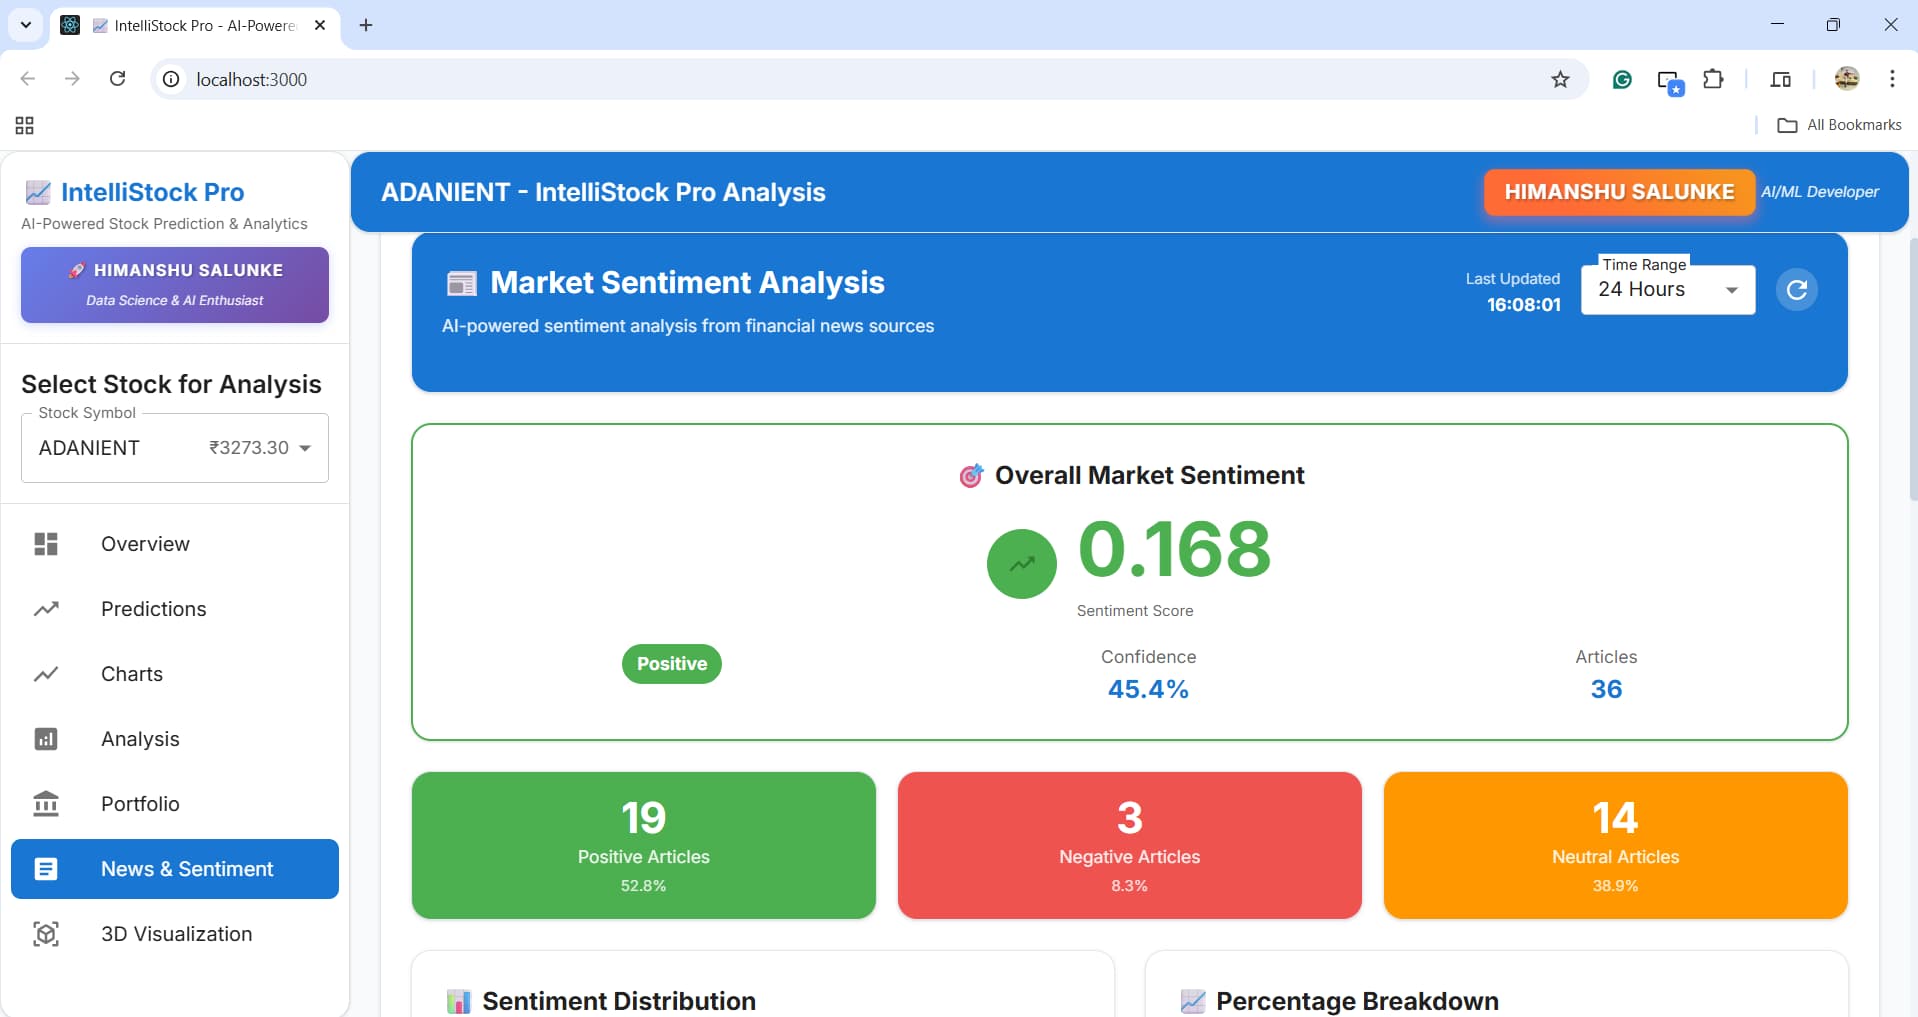 IntelliStock Pro - AI-Powere
localhost:3000
All Bookmarks
IntelliStock Pro
AI-Powered Stock Prediction & Analytics
HIMANSHU SALUNKE
Data Science & AI Enthusiast
Select Stock for Analysis
Stock Symbol
ADANIENT ₹3273.30
Overview
Predictions
Charts
Analysis
Portfolio
News & Sentiment
3D Visualization
ADANIENT - IntelliStock Pro Analysis
HIMANSHU SALUNKE
AI/ML Developer
Market Sentiment Analysis
AI-powered sentiment analysis from financial news sources
Last Updated
16:08:01
Time Range
24 Hours
Overall Market Sentiment
0.168
Sentiment Score
Positive
Confidence
45.4%
Articles
36
19
Positive Articles
52.8%
3
Negative Articles
8.3%
14
Neutral Articles
38.9%
Sentiment Distribution
Percentage Breakdown